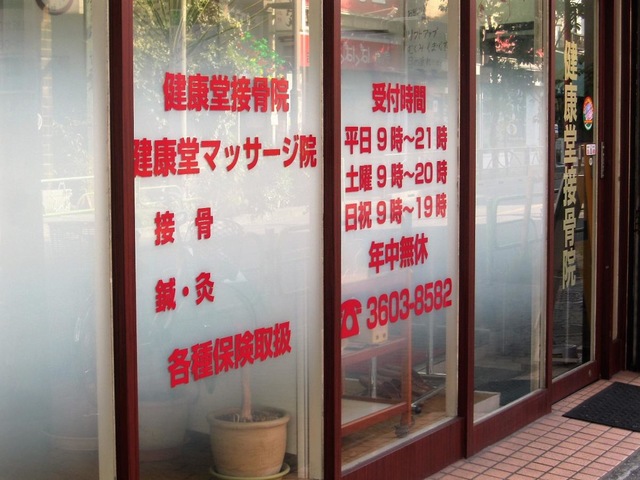 健康堂接骨院
健康堂マッサージ院
接 骨
鍼・灸
各種保険取扱
受付時間
平日9時～21時
土曜9時～20時
日祝9時～19時
年中無休
☎3603-8582
健康堂接骨院